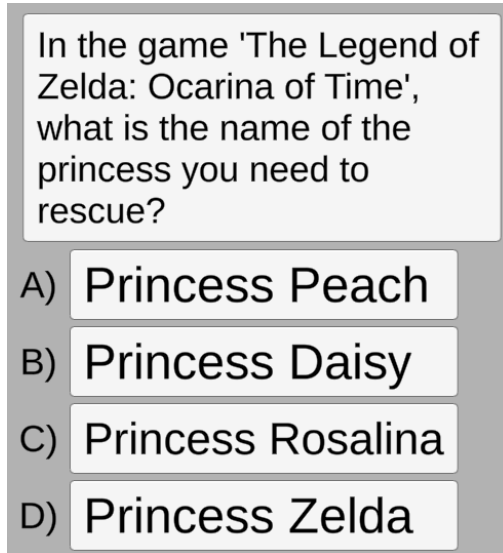 In the game 'The Legend of
Zelda: Ocarina of Time',
what is the name of the
princess you need to
rescue?
A) Princess Peach
B) Princess Daisy
C) Princess Rosalina
D) Princess Zelda